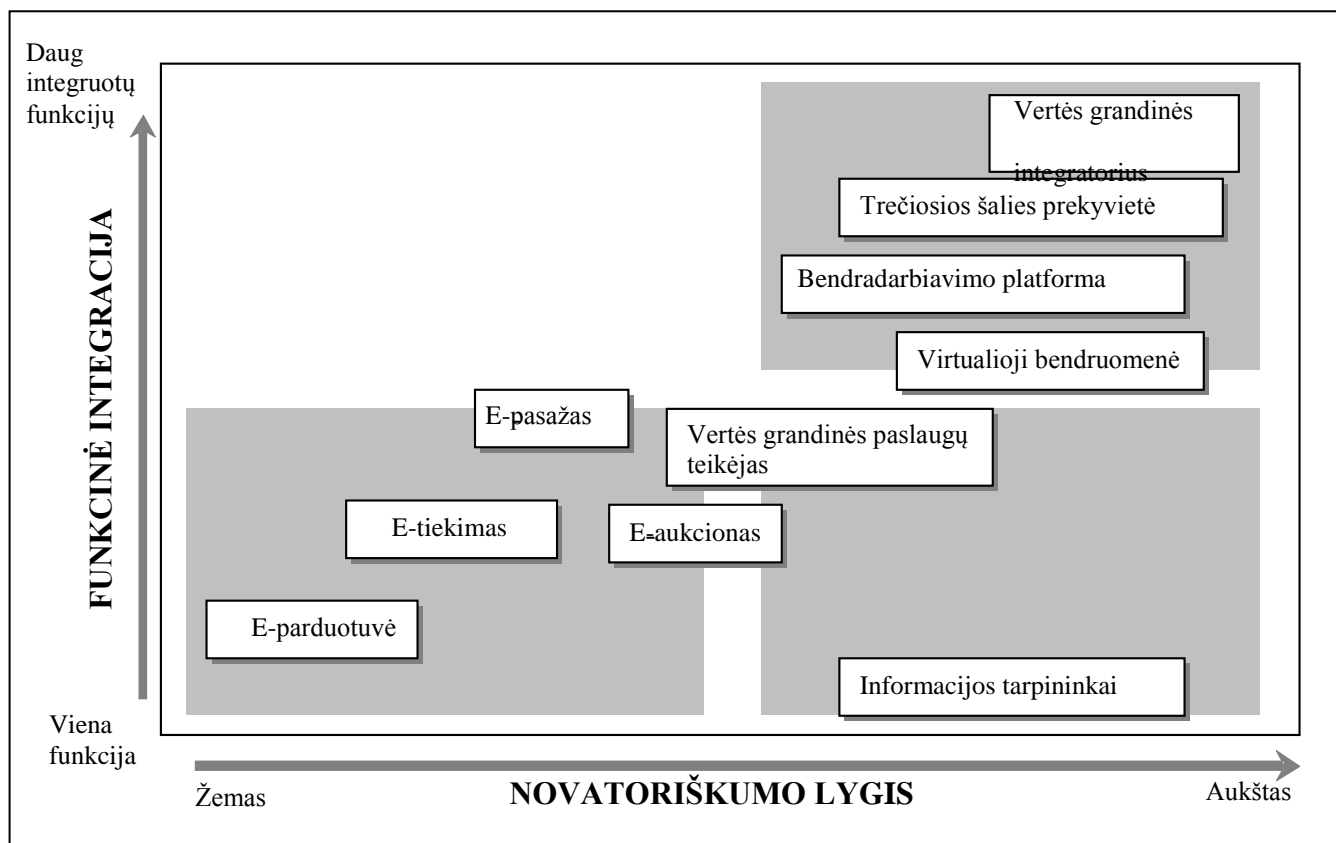 Daug
integruotų
funkcijų
Vertės grandinės
integratorius
Trečiosios šalies prekyvietė
Bendradarbiavimo platforma
Virtualioji bendruomenė
E-pasažas
Vertės grandinės paslaugų
teikėjas
E-tiekimas
E-aukcionas
E-parduotuvė
Informacijos tarpininkai
FUNKCINĖ INTEGRACIJA
Viena
funkcija
Žemas
NOVATORIŠKUMO LYGIS
Aukštas